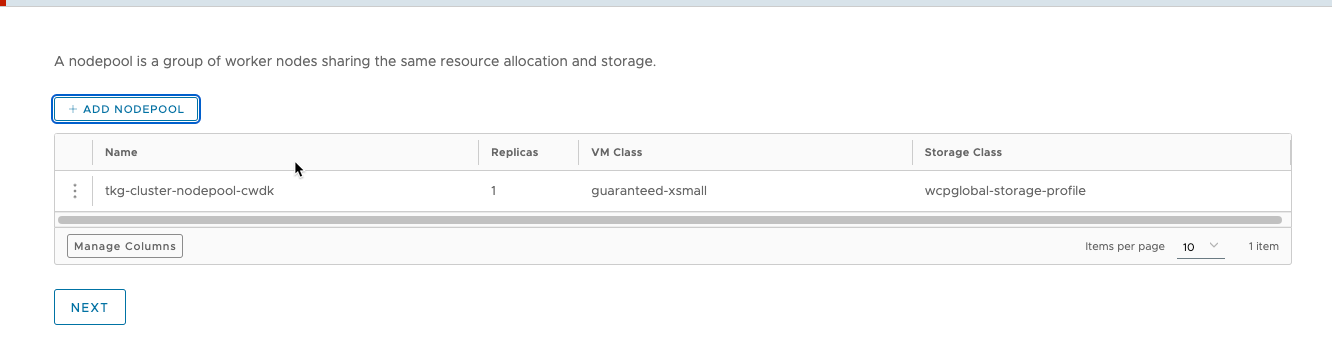 A nodepool is a group of worker nodes sharing the same resource allocation and storage.
+ ADD NODEPOOL
Name Replicas VM Class Storage Class
tkg-cluster-nodepool-cwdk 1 guaranteed-xsmall wcpglobal-storage-profile
Manage Columns Items per page 10 1 item
NEXT